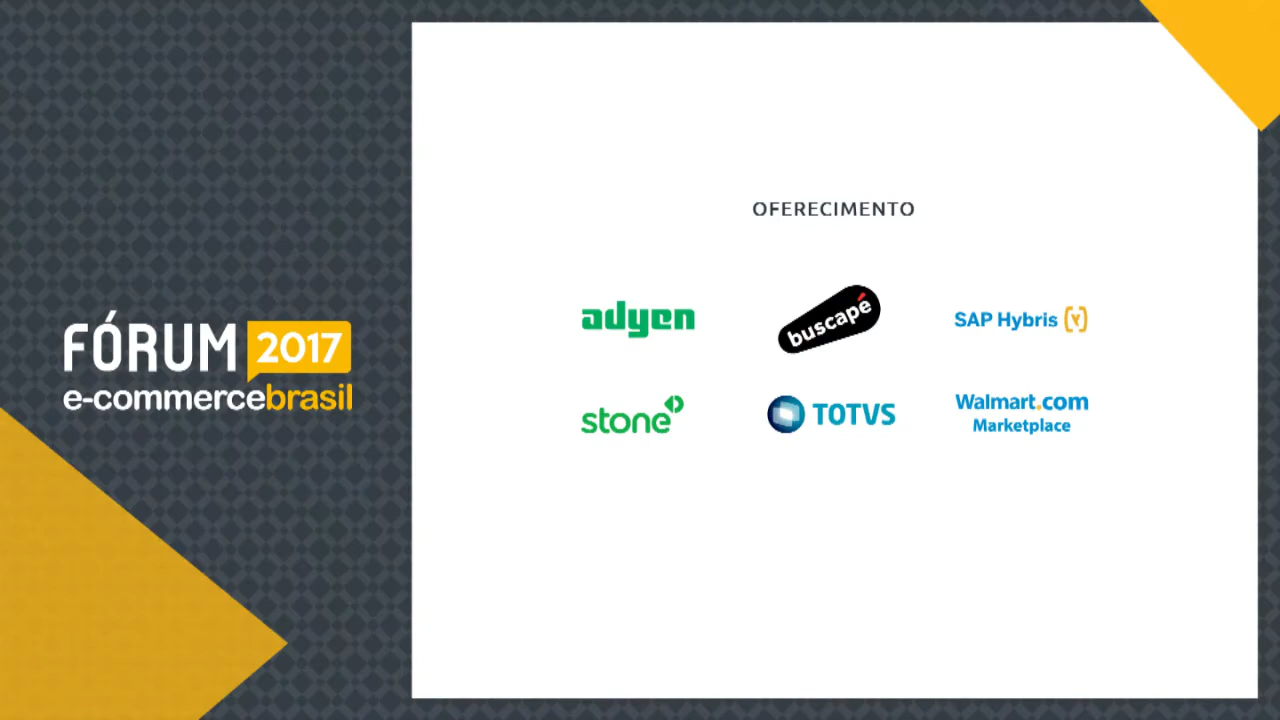 FÓRUM 2017
e-commercebrasil
OFERECIMENTO
adyen
buscapé
SAP Hybris
stone
TOTVS
Walmart.com
Marketplace